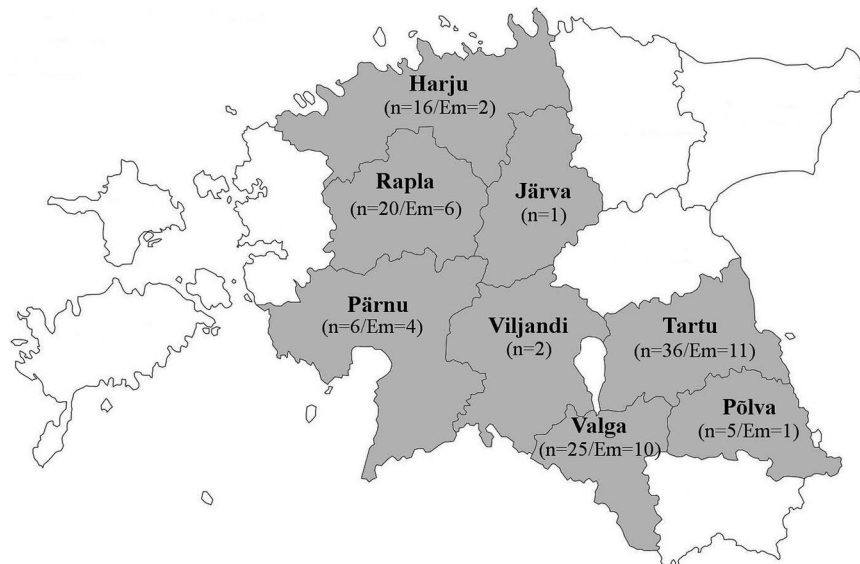 Harju
(n=16/Em=2)
Rapla
(n=20/Em=6)
Järva
(n=1)
Pärnu
(n=6/Em=4)
Viljandi
(n=2)
Tartu
(n=36/Em=11)
Põlva
(n=5/Em=1)
Valga
(n=25/Em=10)